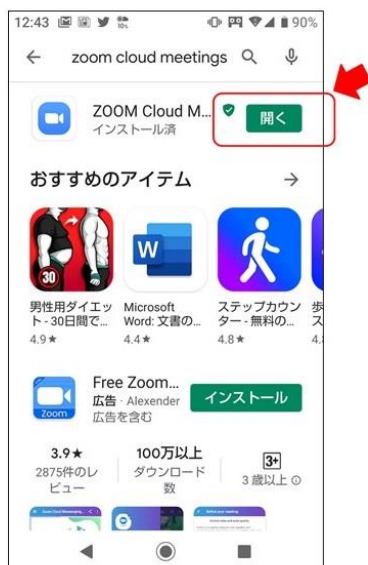 12:43
10%
90%
zoom cloud meetings
ZOOM Cloud M...
インストール済
開く
おすすめのアイテム
30
W
男性用ダイエッ
ト - 30日間で...
4.9★
Microsoft
Word: 文書の...
4.4★
ステップカウン
ター - 無料の...
4.8★
歩
ス
4.
Free Zoom...
広告・Alexender
広告を含む
インストール
Zoom
3.9★
2875件のレ
ビュー
100万以上
ダウンロード
数
3+
3 歳以上